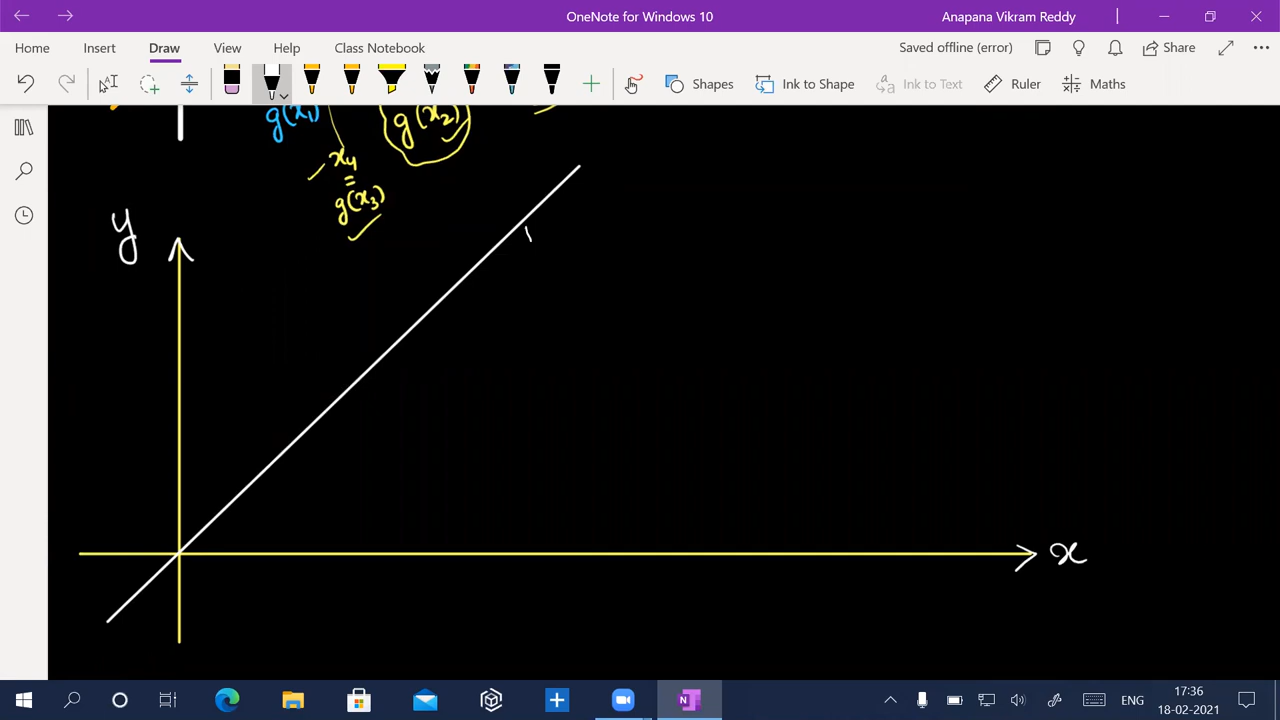 OneNote for Windows 10
Anapana Vikram Reddy
Home Insert Draw View Help Class Notebook
Saved offline (error)
Share
Shapes
Ink to Shape
Ink to Text
Ruler
Maths
g(x₁)
g(x₂)
x₄
=
g(x₃)
y
x
ENG
17:36
18-02-2021